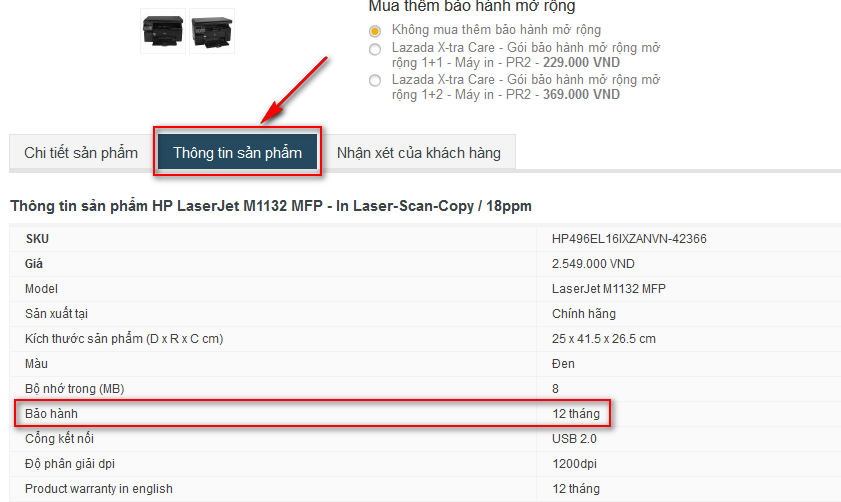 Mua thêm bảo hành mở rộng
Không mua thêm bảo hành mở rộng
Lazada X-tra Care - Gói bảo hành mở rộng mở
rộng 1+1 - Máy in - PR2 - 229.000 VND
Lazada X-tra Care - Gói bảo hành mở rộng mở
rộng 1+2 - Máy in - PR2 - 369.000 VND
Chi tiết sản phẩm Thông tin sản phẩm Nhận xét của khách hàng
Thông tin sản phẩm HP LaserJet M1132 MFP - In Laser-Scan-Copy / 18ppm
SKU HP496EL16IXZANVN-42366
Giá 2.549.000 VND
Model LaserJet M1132 MFP
Sản xuất tại Chính hãng
Kích thước sản phẩm (D x R x C cm) 25 x 41.5 x 26.5 cm
Màu Đen
Bộ nhớ trong (MB) 8
Bảo hành 12 tháng
Cổng kết nối USB 2.0
Độ phân giải dpi 1200dpi
Product warranty in english 12 tháng